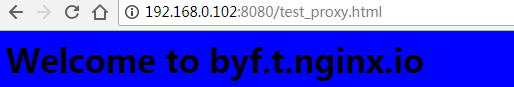 192.168.0.102:8080/test_proxy.html
Welcome to byf.t.nginx.io